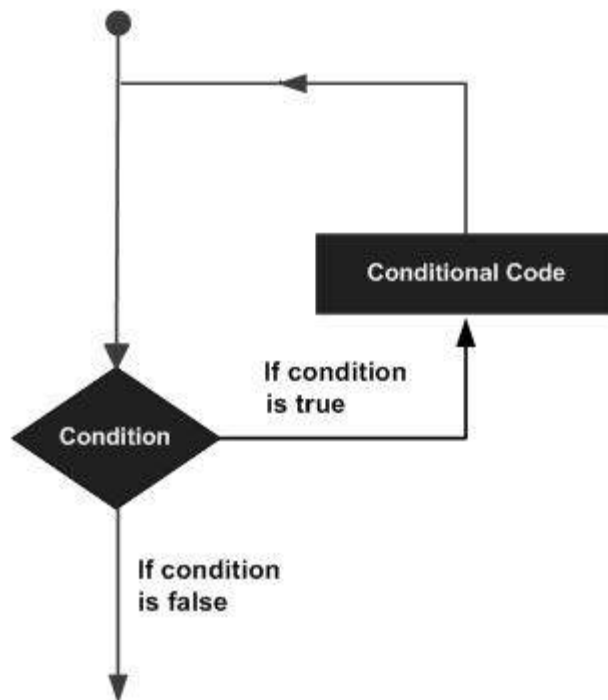 Conditional Code
If condition
is true
Condition
If condition
is false